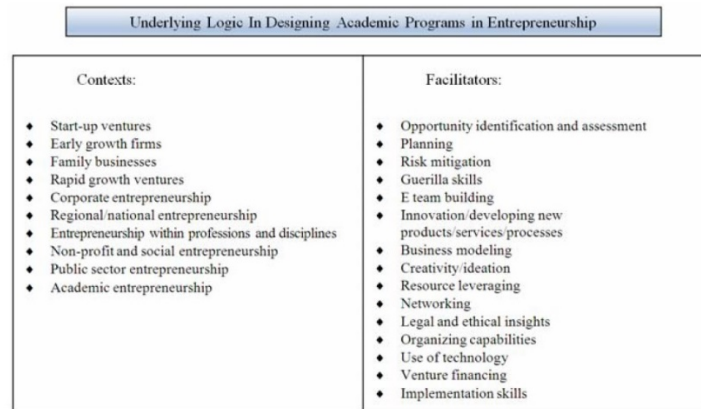 Underlying Logic In Designing Academic Programs in Entrepreneurship
Contexts:
◆ Start-up ventures
◆ Early growth firms
◆ Family businesses
◆ Rapid growth ventures
◆ Corporate entrepreneurship
◆ Regional/national entrepreneurship
◆ Entrepreneurship within professions and disciplines
◆ Non-profit and social entrepreneurship
◆ Public sector entrepreneurship
◆ Academic entrepreneurship
Facilitators:
◆ Opportunity identification and assessment
◆ Planning
◆ Risk mitigation
◆ Guerilla skills
◆ E team building
◆ Innovation/developing new
products/services/processes
◆ Business modeling
◆ Creativity/ideation
◆ Resource leveraging
◆ Networking
◆ Legal and ethical insights
◆ Organizing capabilities
◆ Use of technology
◆ Venture financing
◆ Implementation skills